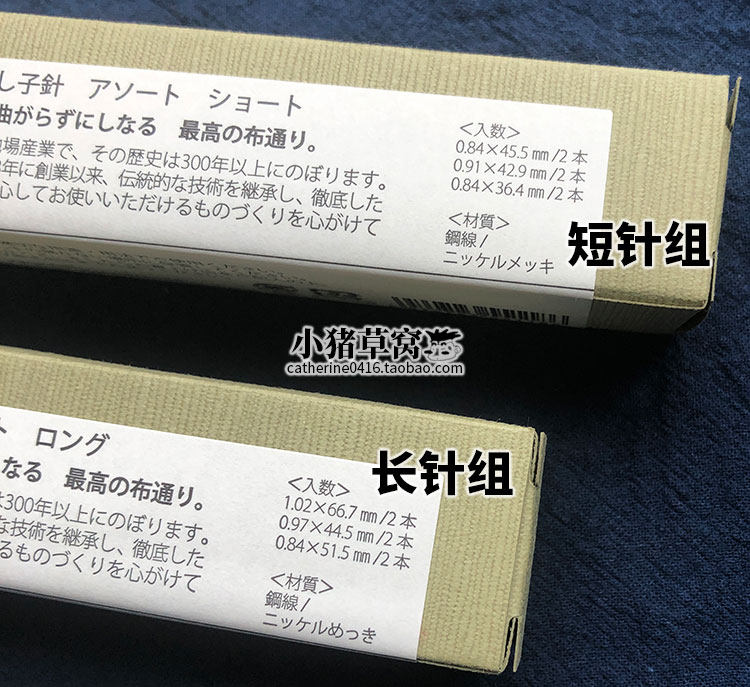 し子針 アソート ショート
曲がらずにしなる 最高の布通り。
場産業で、その歴史は300年以上にのぼります。
年に創業以来、伝統的な技術を継承し、徹底した
心してお使いいただけるものづくりを心がけて
＜入数＞
0.84×45.5㎜/2本
0.91×42.9㎜/2本
0.84×36.4㎜/2本
＜材質＞
鋼線/
ニッケルメッキ
短针组
小猪草窝
catherine0416.taobao.com
ト ロング
なる 最高の布通り。
は300年以上にのぼります。
な技術を継承し、徹底した
るものづくりを心がけて
＜入数＞
1.02×66.7㎜/2本
0.97×44.5㎜/2本
0.84×51.5㎜/2本
＜材質＞
鋼線/
ニッケルめっき
长针组